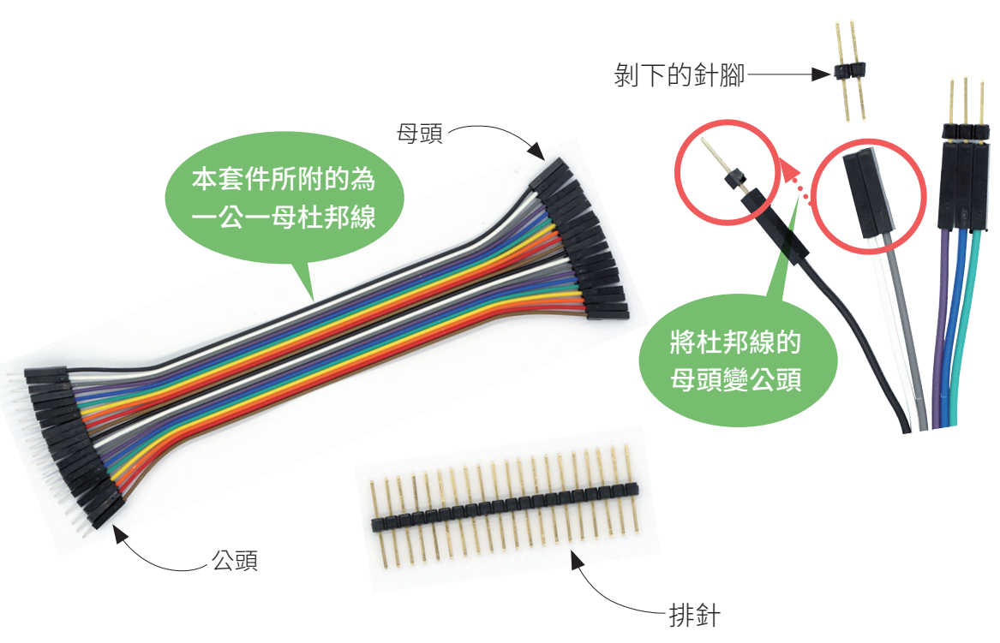 剝下的針腳
母頭
本套件所附的為
一公一母杜邦線
將杜邦線的
母頭變公頭
公頭
排針